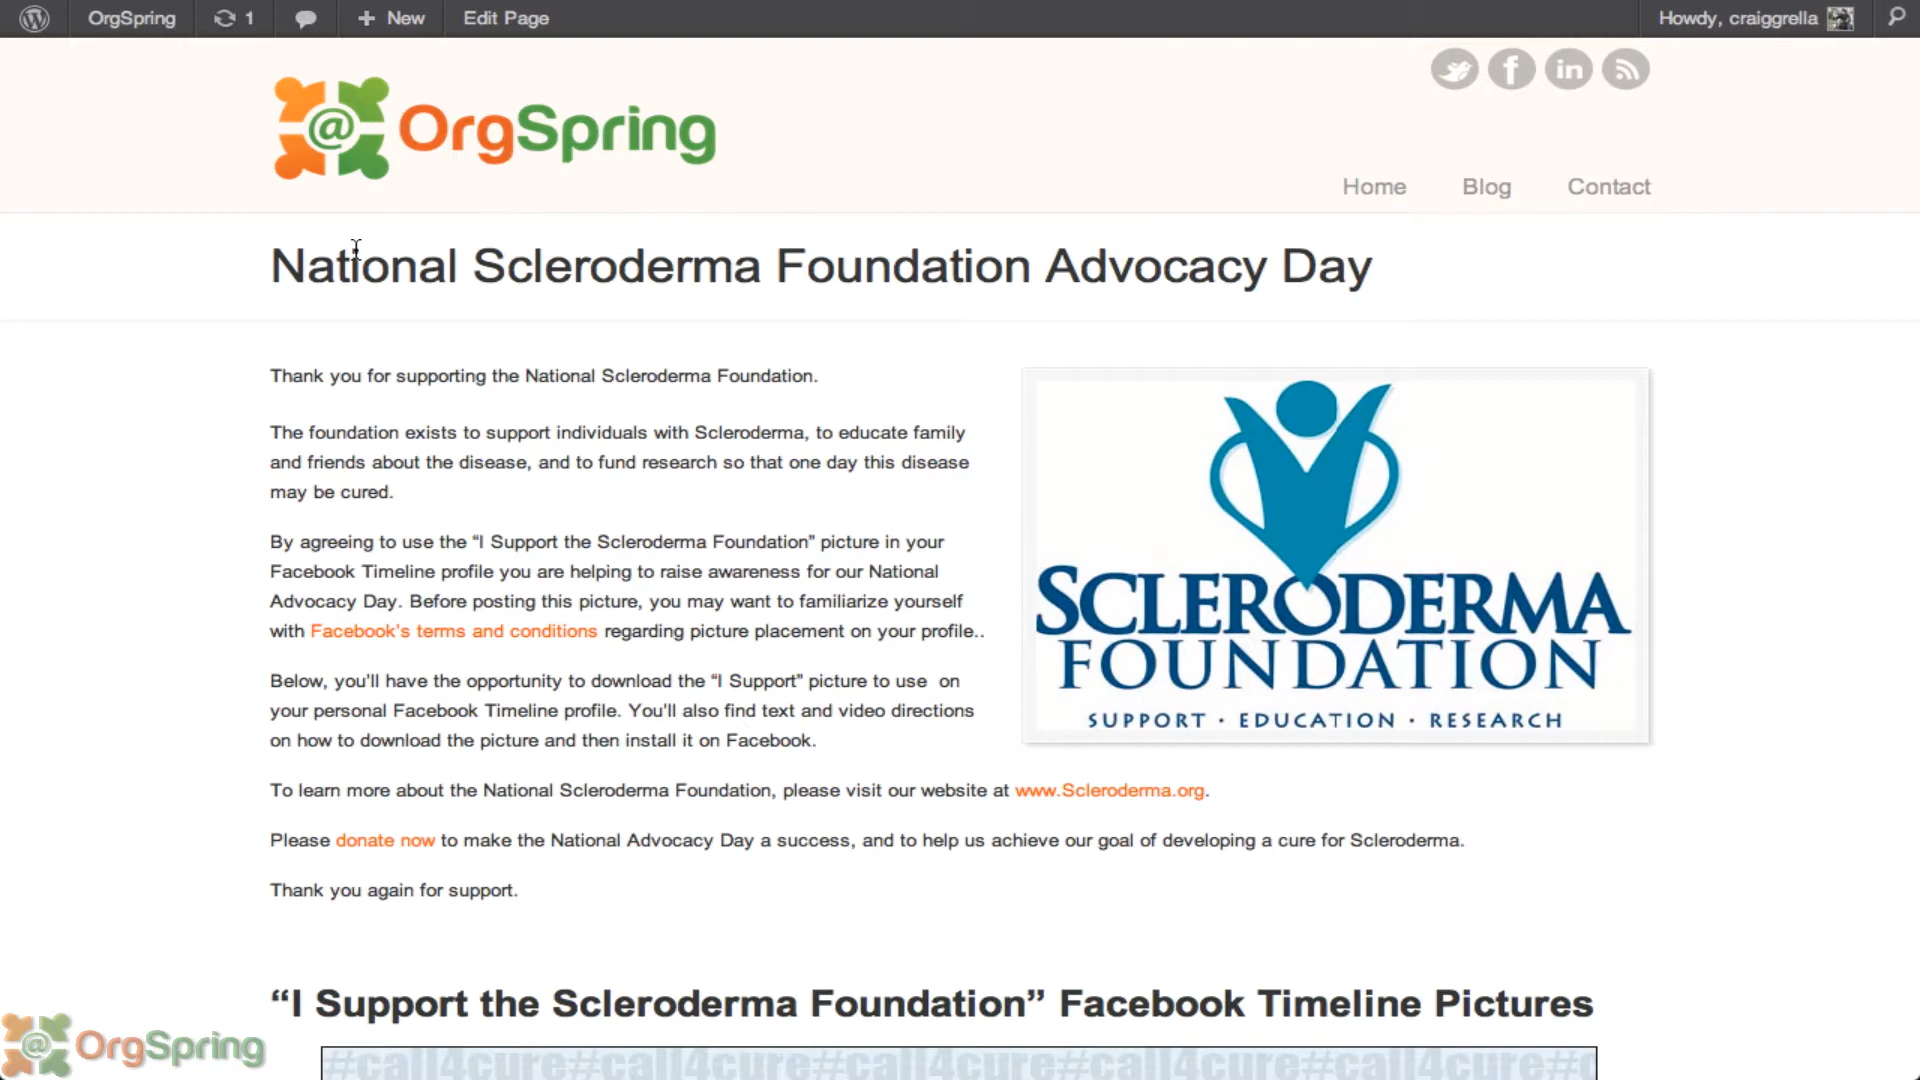 OrgSpring 1 New Edit Page Howdy, craiggrella
@ OrgSpring
Home Blog Contact
National Scleroderma Foundation Advocacy Day
Thank you for supporting the National Scleroderma Foundation.
The foundation exists to support individuals with Scleroderma, to educate family
and friends about the disease, and to fund research so that one day this disease
may be cured.
By agreeing to use the “I Support the Scleroderma Foundation” picture in your
Facebook Timeline profile you are helping to raise awareness for our National
Advocacy Day. Before posting this picture, you may want to familiarize yourself
with Facebook’s terms and conditions regarding picture placement on your profile..
Below, you’ll have the opportunity to download the “I Support” picture to use  on
your personal Facebook Timeline profile. You’ll also find text and video directions
on how to download the picture and then install it on Facebook.
SCLERODERMA
FOUNDATION
SUPPORT · EDUCATION · RESEARCH
To learn more about the National Scleroderma Foundation, please visit our website at www.Scleroderma.org.
Please donate now to make the National Advocacy Day a success, and to help us achieve our goal of developing a cure for Scleroderma.
Thank you again for support.
“I Support the Scleroderma Foundation” Facebook Timeline Pictures
@ OrgSpring
#call4cure#call4cure#call4cure#call4cure#call4cure#c